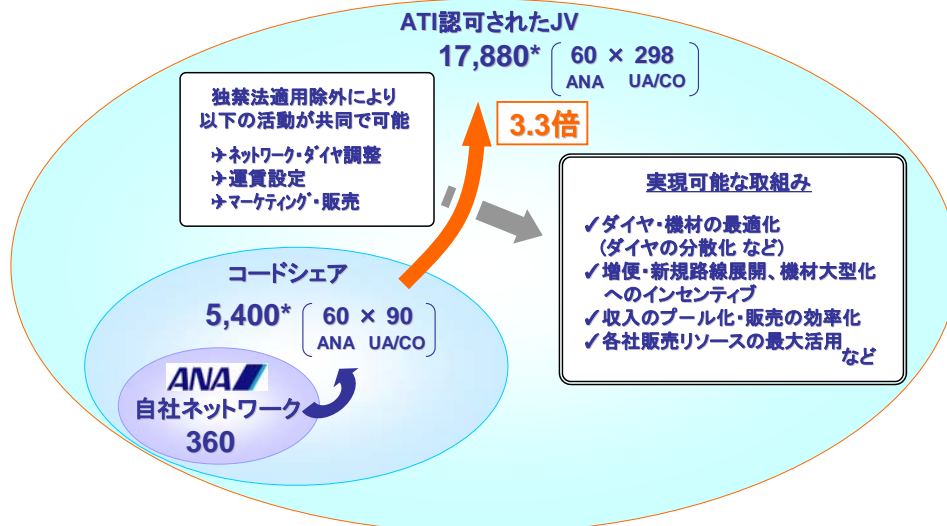 ATI認可されたJV
17,880* ( 60 × 298 )
ANA UA/CO
独禁法適用除外により
以下の活動が共同で可能
✈ネットワーク・ダイヤ調整
✈運賃設定
✈マーケティング・販売
3.3倍
実現可能な取組み
✓ダイヤ・機材の最適化
(ダイヤの分散化 など)
✓増便・新規路線展開、機材大型化
へのインセンティブ
✓収入のプール化・販売の効率化
✓各社販売リソースの最大活用
など
コードシェア
5,400* ( 60 × 90 )
ANA UA/CO
ANA
自社ネットワーク
360